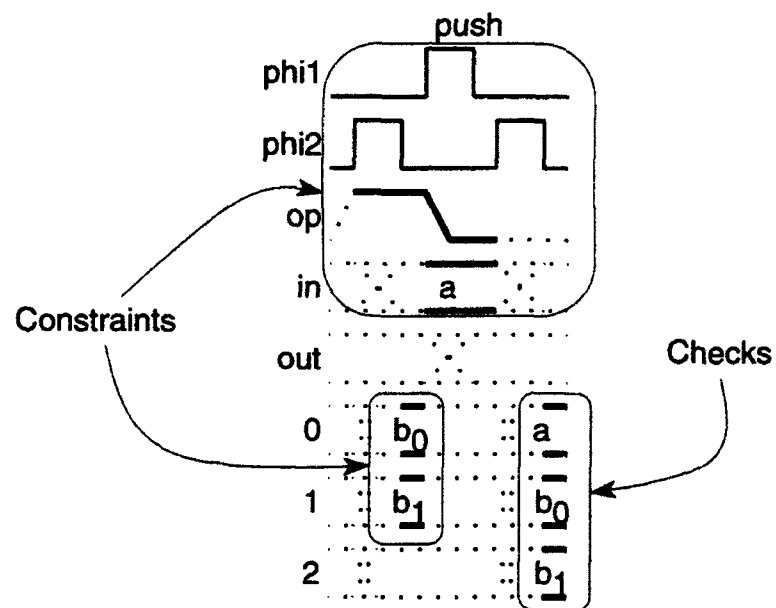 push
phi1
phi2
op
in a
Constraints
out
Checks
0 b0 a
1 b1 b0
2 b1